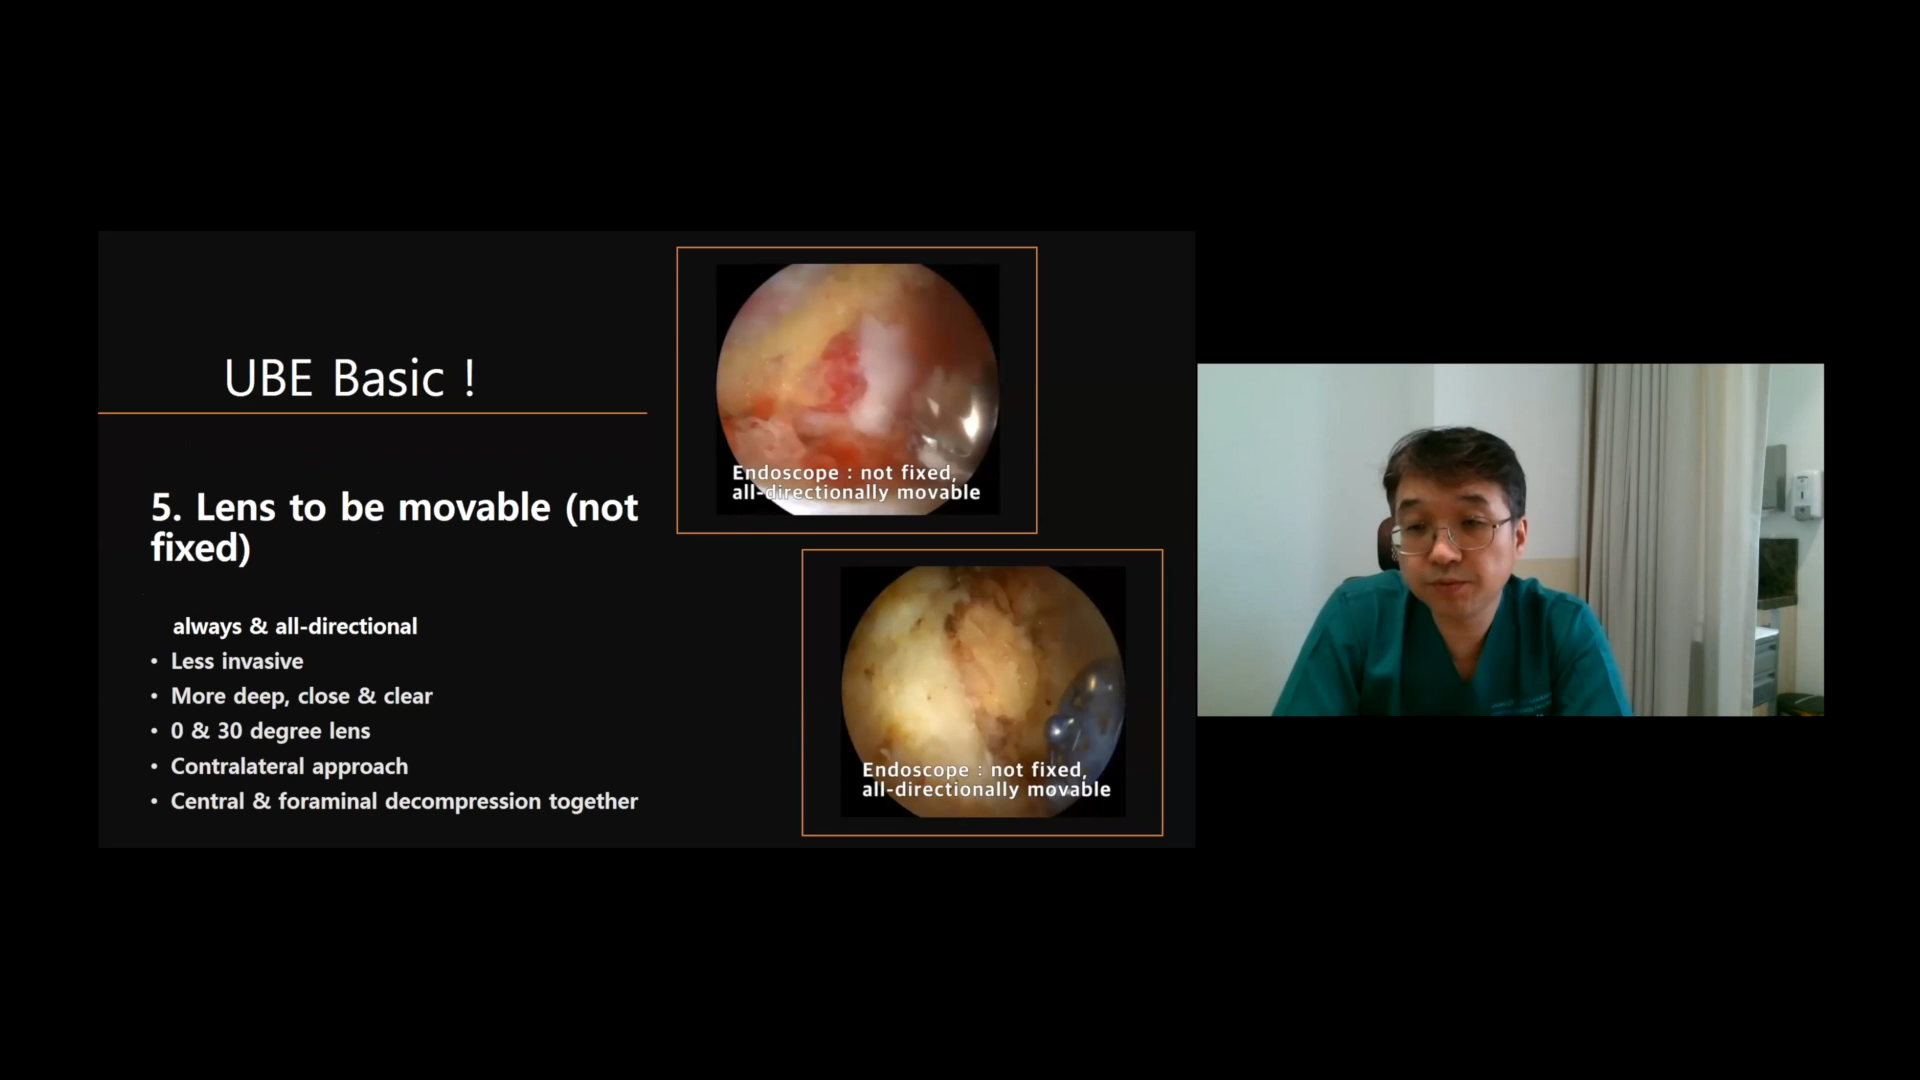 UBE Basic !
5. Lens to be movable (not
fixed)
always & all-directional
• Less invasive
• More deep, close & clear
• 0 & 30 degree lens
• Contralateral approach
• Central & foraminal decompression together
Endoscope : not fixed,
all-directionally movable
Endoscope : not fixed,
all-directionally movable